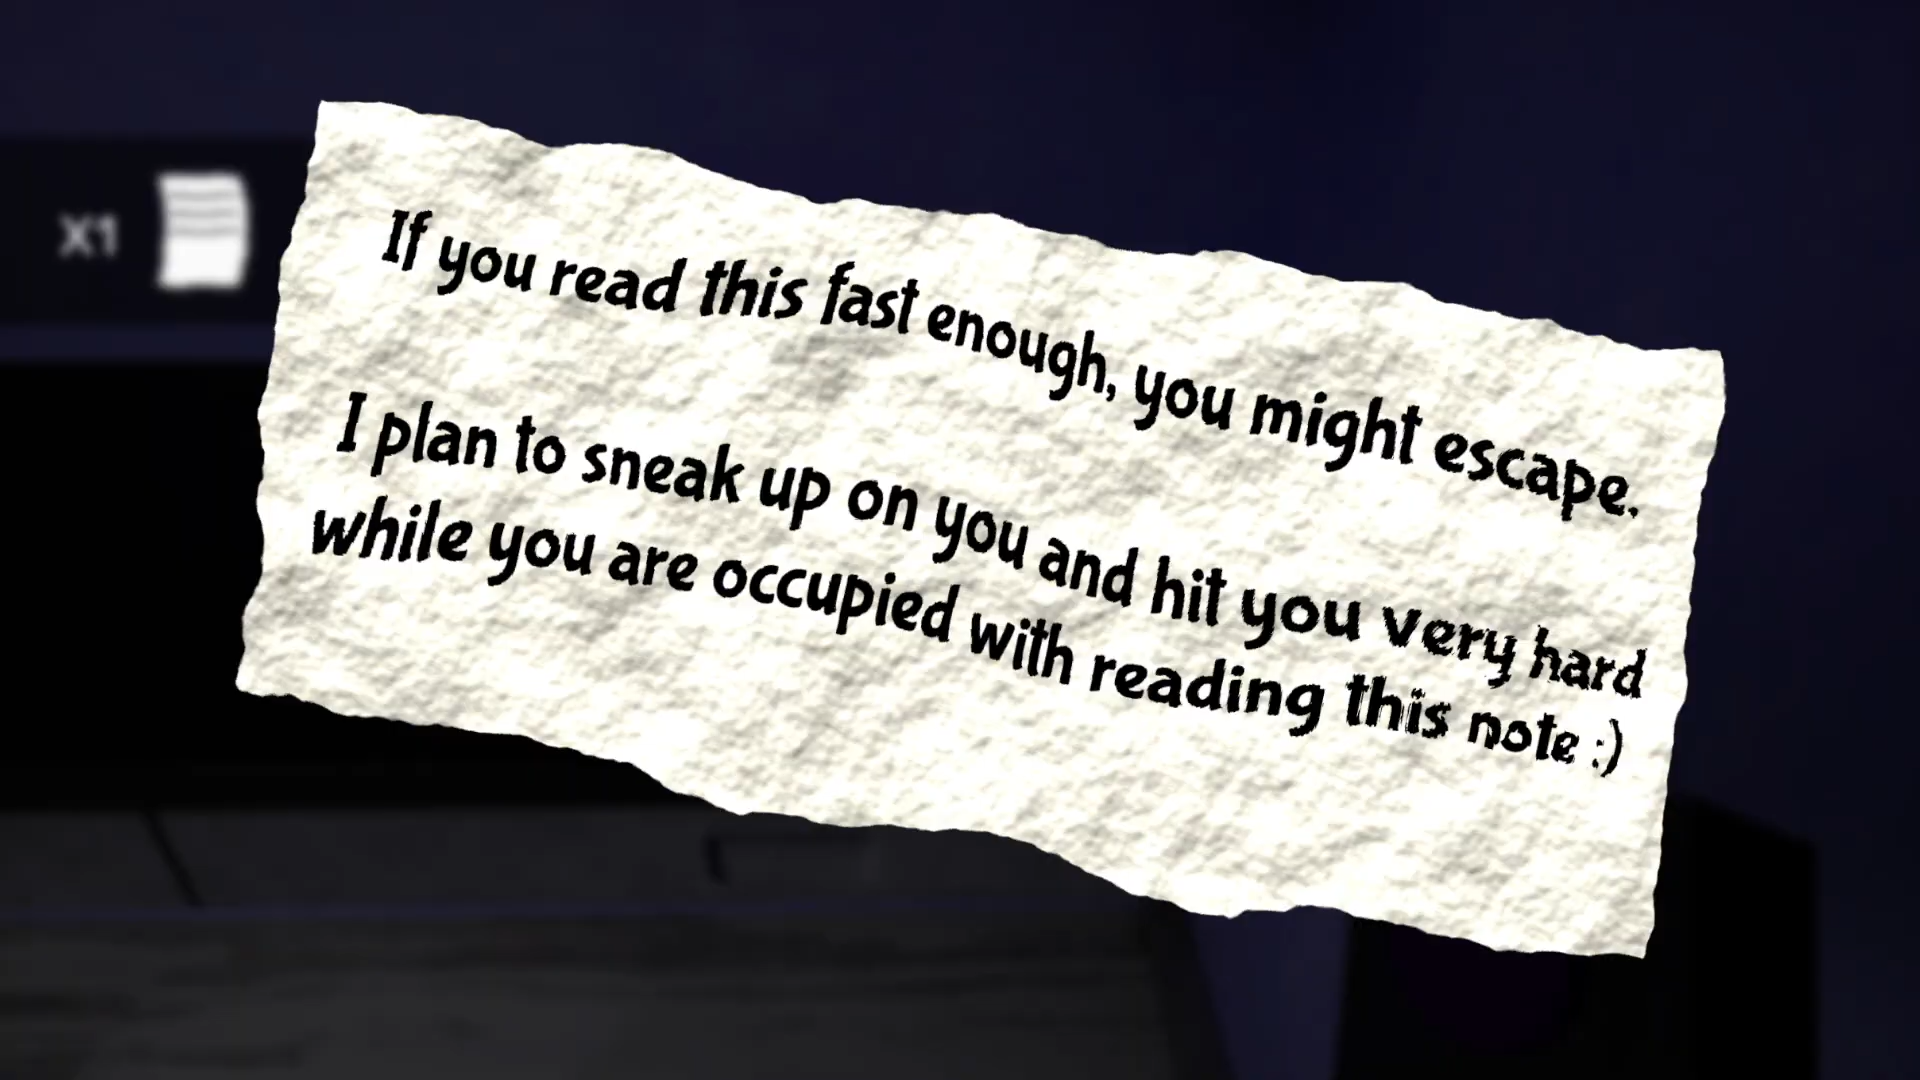 X1
If you read this fast enough, you might escape.
I plan to sneak up on you and hit you very hard
while you are occupied with reading this note :)